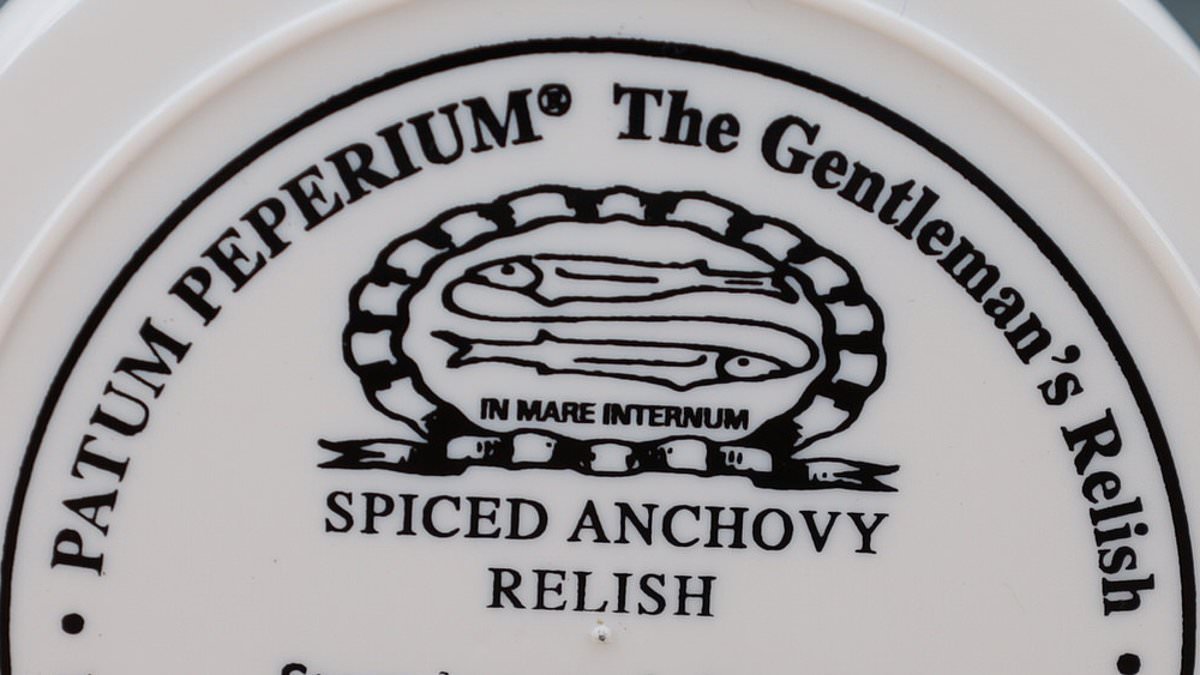 PATUM PEPERIUM® The Gentleman's Relish
IN MARE INTERNUM
SPICED ANCHOVY
RELISH